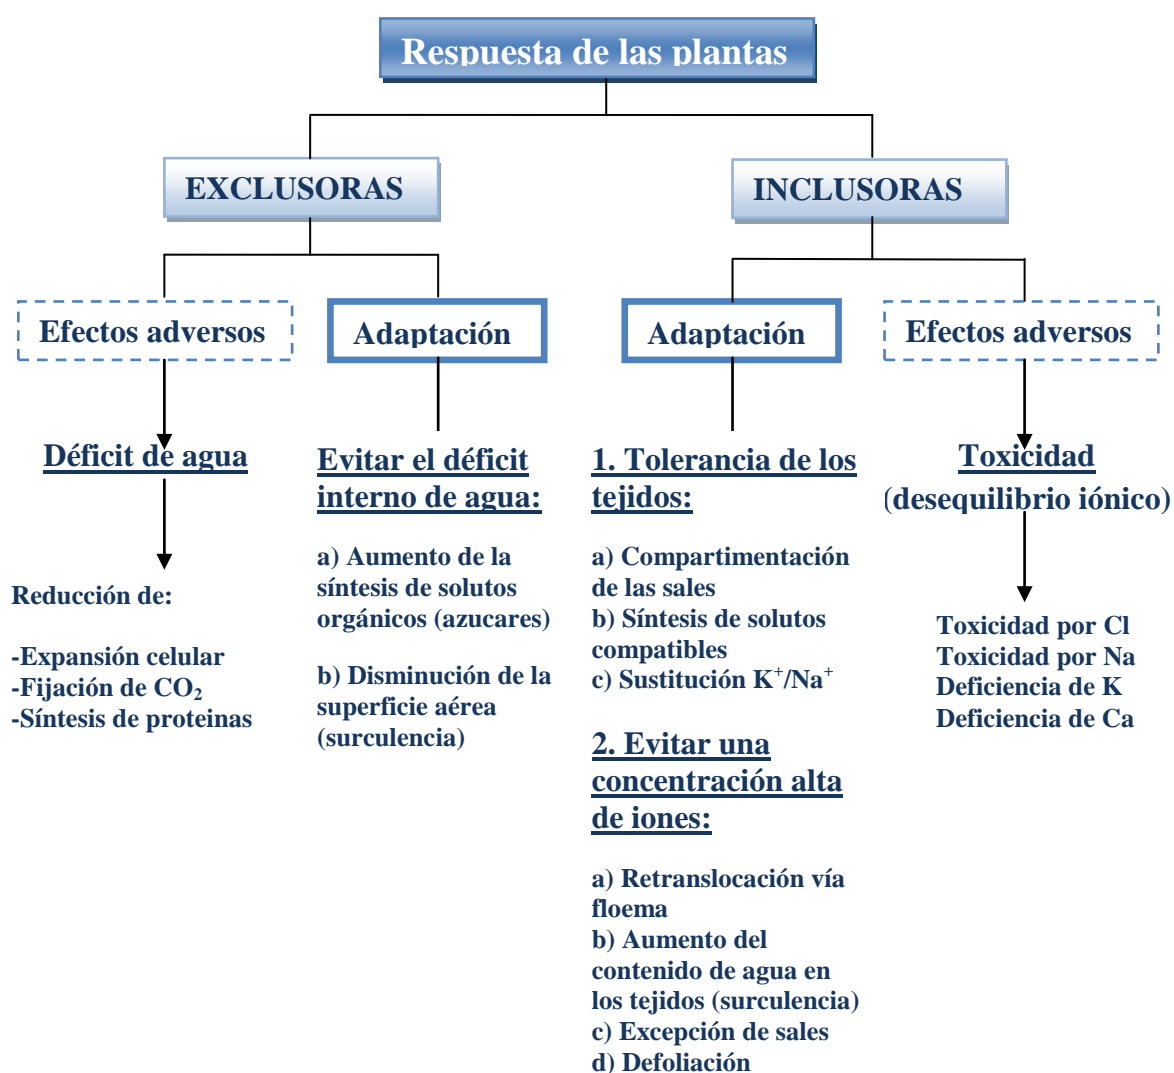 Respuesta de las plantas
EXCLUSORAS
Efectos adversos
Déficit de agua
Reducción de:
-Expansión celular
-Fijación de CO₂
-Síntesis de proteinas
Adaptación
Evitar el déficit
interno de agua:
a) Aumento de la
síntesis de solutos
orgánicos (azucares)
b) Disminución de la
superficie aérea
(surculencia)
INCLUSORAS
Adaptación
1. Tolerancia de los
tejidos:
a) Compartimentación
de las sales
b) Síntesis de solutos
compatibles
c) Sustitución K⁺/Na⁺
2. Evitar una
concentración alta
de iones:
a) Retranslocación vía
floema
b) Aumento del
contenido de agua en
los tejidos (surculencia)
c) Excepción de sales
d) Defoliación
Efectos adversos
Toxicidad
(desequilibrio iónico)
Toxicidad por Cl
Toxicidad por Na
Deficiencia de K
Deficiencia de Ca